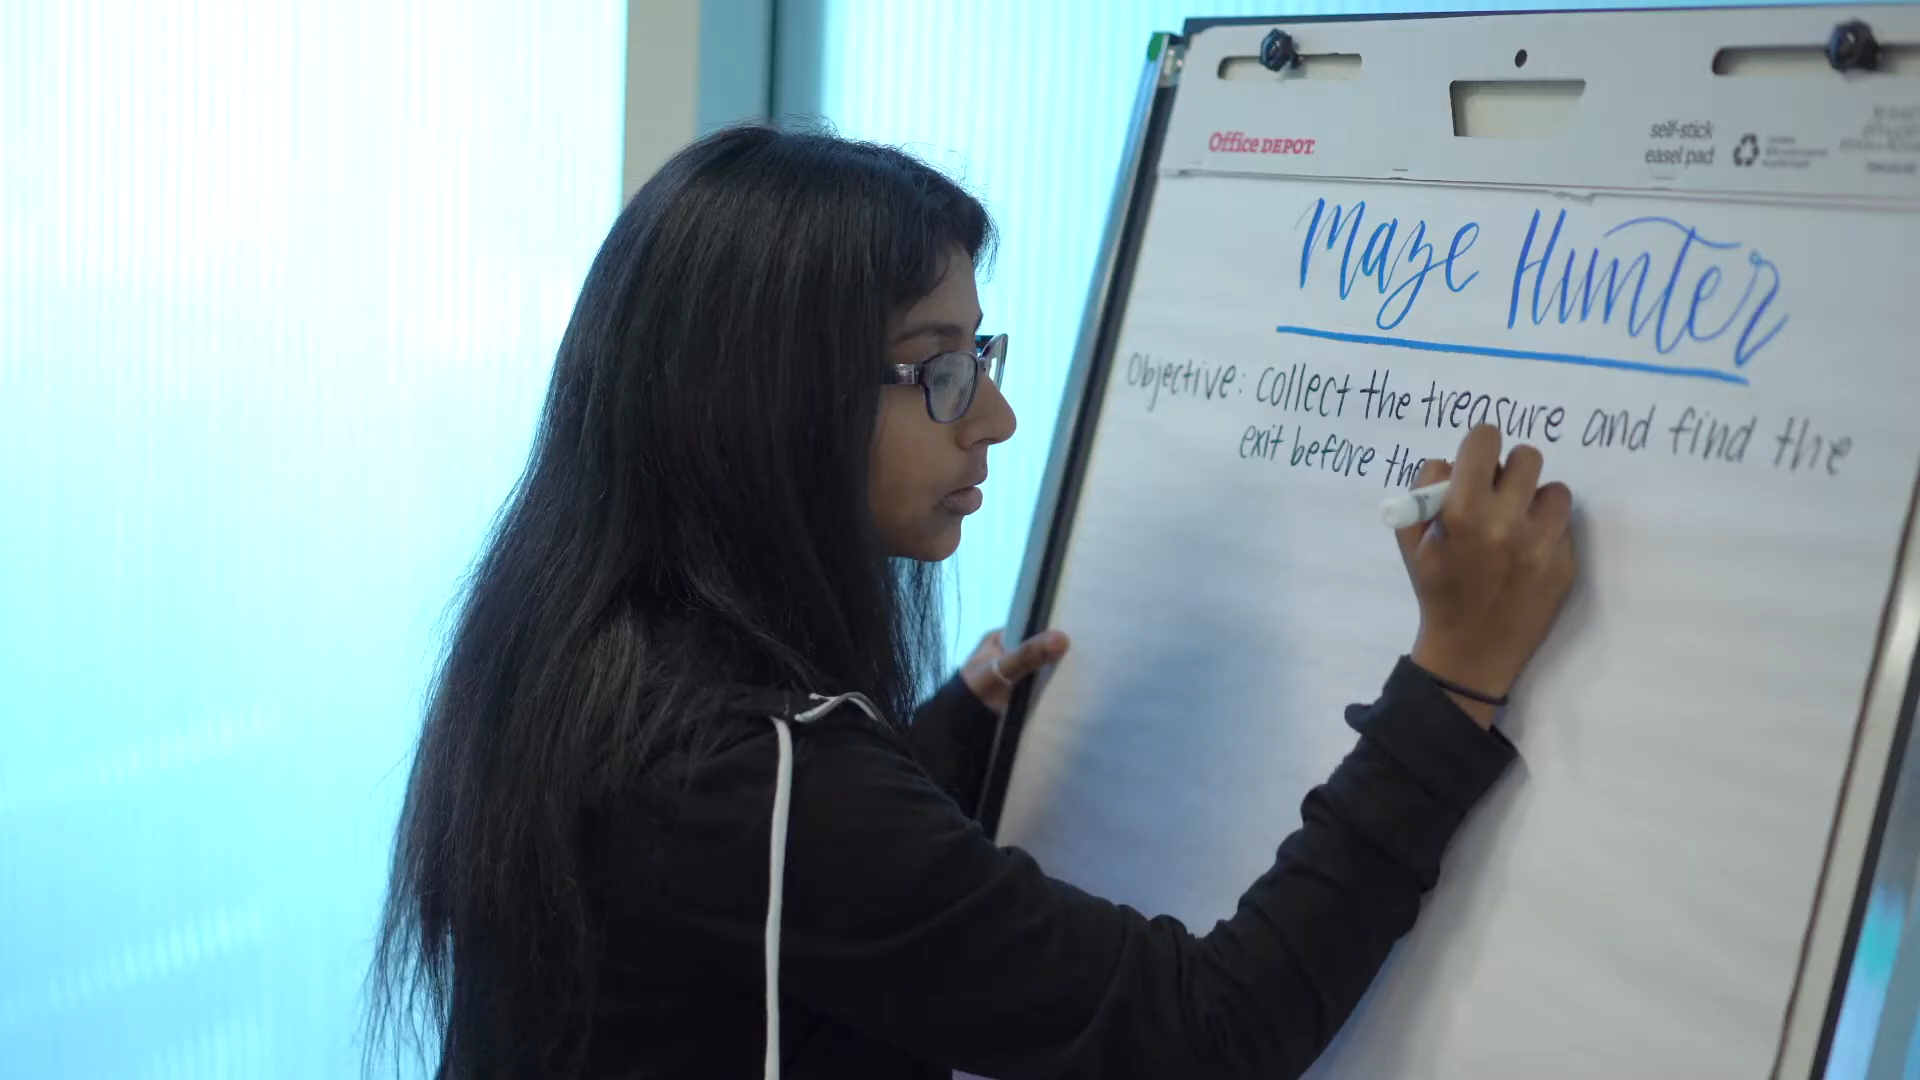 Office DEPOT
self-stick
easel pad
Maze Hunter
Objective: collect the treasure and find the
exit before the